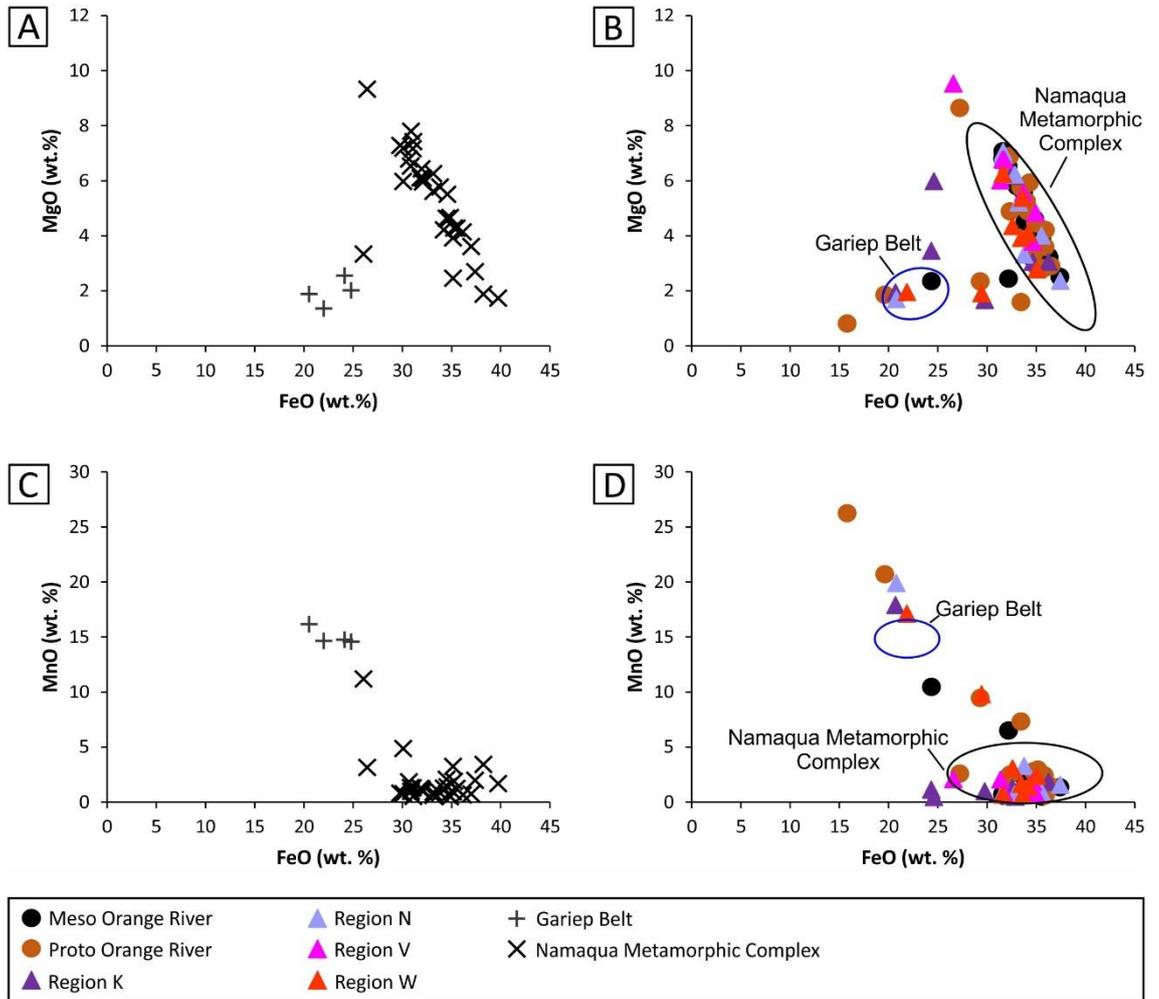 A
12
10
8
6
4
2
0
MgO (wt.%)
0 5 10 15 20 25 30 35 40 45
FeO (wt.%)
B
12
10
8
6
4
2
0
MgO (wt.%)
Namaqua
Metamorphic
Complex
Gariep Belt
0 5 10 15 20 25 30 35 40 45
FeO (wt.%)
C
30
25
20
15
10
5
0
MnO (wt. %)
0 5 10 15 20 25 30 35 40 45
FeO (wt. %)
D
30
25
20
15
10
5
0
MnO (wt. %)
Gariep Belt
Namaqua Metamorphic
Complex
0 5 10 15 20 25 30 35 40 45
FeO (wt. %)
Meso Orange River
Proto Orange River
Region K
Region N
Region V
Region W
Gariep Belt
Namaqua Metamorphic Complex